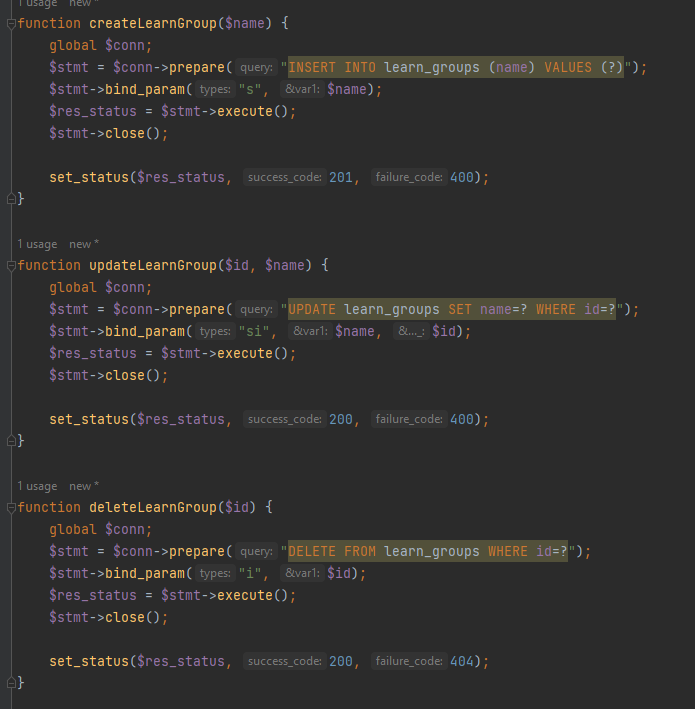 1 usage new *
function createLearnGroup($name) {
global $conn;
$stmt = $conn->prepare( query: "INSERT INTO learn_groups (name) VALUES (?)");
$stmt->bind_param( types: "s", &var1: $name);
$res_status = $stmt->execute();
$stmt->close();
set_status($res_status, success_code: 201, failure_code: 400);
}
1 usage new *
function updateLearnGroup($id, $name) {
global $conn;
$stmt = $conn->prepare( query: "UPDATE learn_groups SET name=? WHERE id=?");
$stmt->bind_param( types: "si", &var1: $name, &..._: $id);
$res_status = $stmt->execute();
$stmt->close();
set_status($res_status, success_code: 200, failure_code: 400);
}
1 usage new *
function deleteLearnGroup($id) {
global $conn;
$stmt = $conn->prepare( query: "DELETE FROM learn_groups WHERE id=?");
$stmt->bind_param( types: "i", &var1: $id);
$res_status = $stmt->execute();
$stmt->close();
set_status($res_status, success_code: 200, failure_code: 404);
}